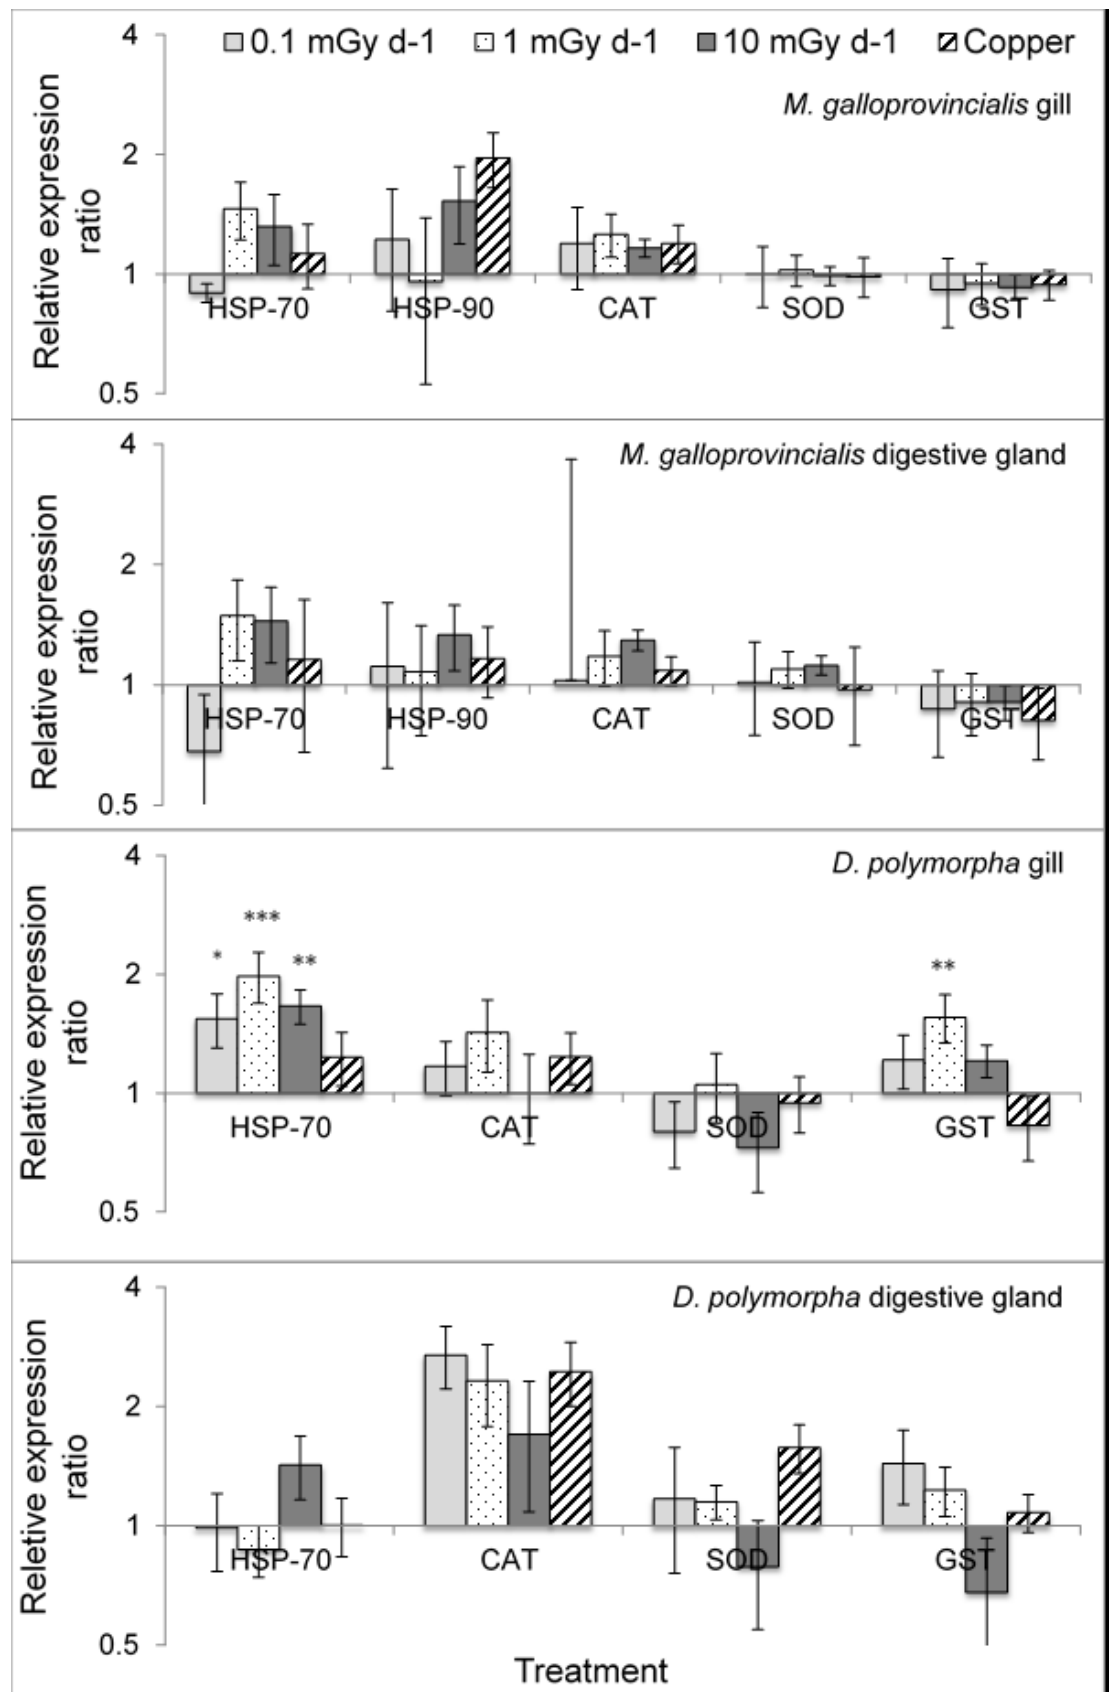 4
0.1 mGy d-1 1 mGy d-1 10 mGy d-1 Copper
M. galloprovincialis gill
2
1
0.5
Relative expression
ratio
HSP-70 HSP-90 CAT SOD GST
4
M. galloprovincialis digestive gland
2
1
0.5
Relative expression
ratio
HSP-70 HSP-90 CAT SOD GST
4
D. polymorpha gill
*** 
* ** **
2
1
0.5
Relative expression
ratio
HSP-70 CAT SOD GST
4
D. polymorpha digestive gland
2
1
0.5
Reletive expression
ratio
HSP-70 CAT SOD GST
Treatment